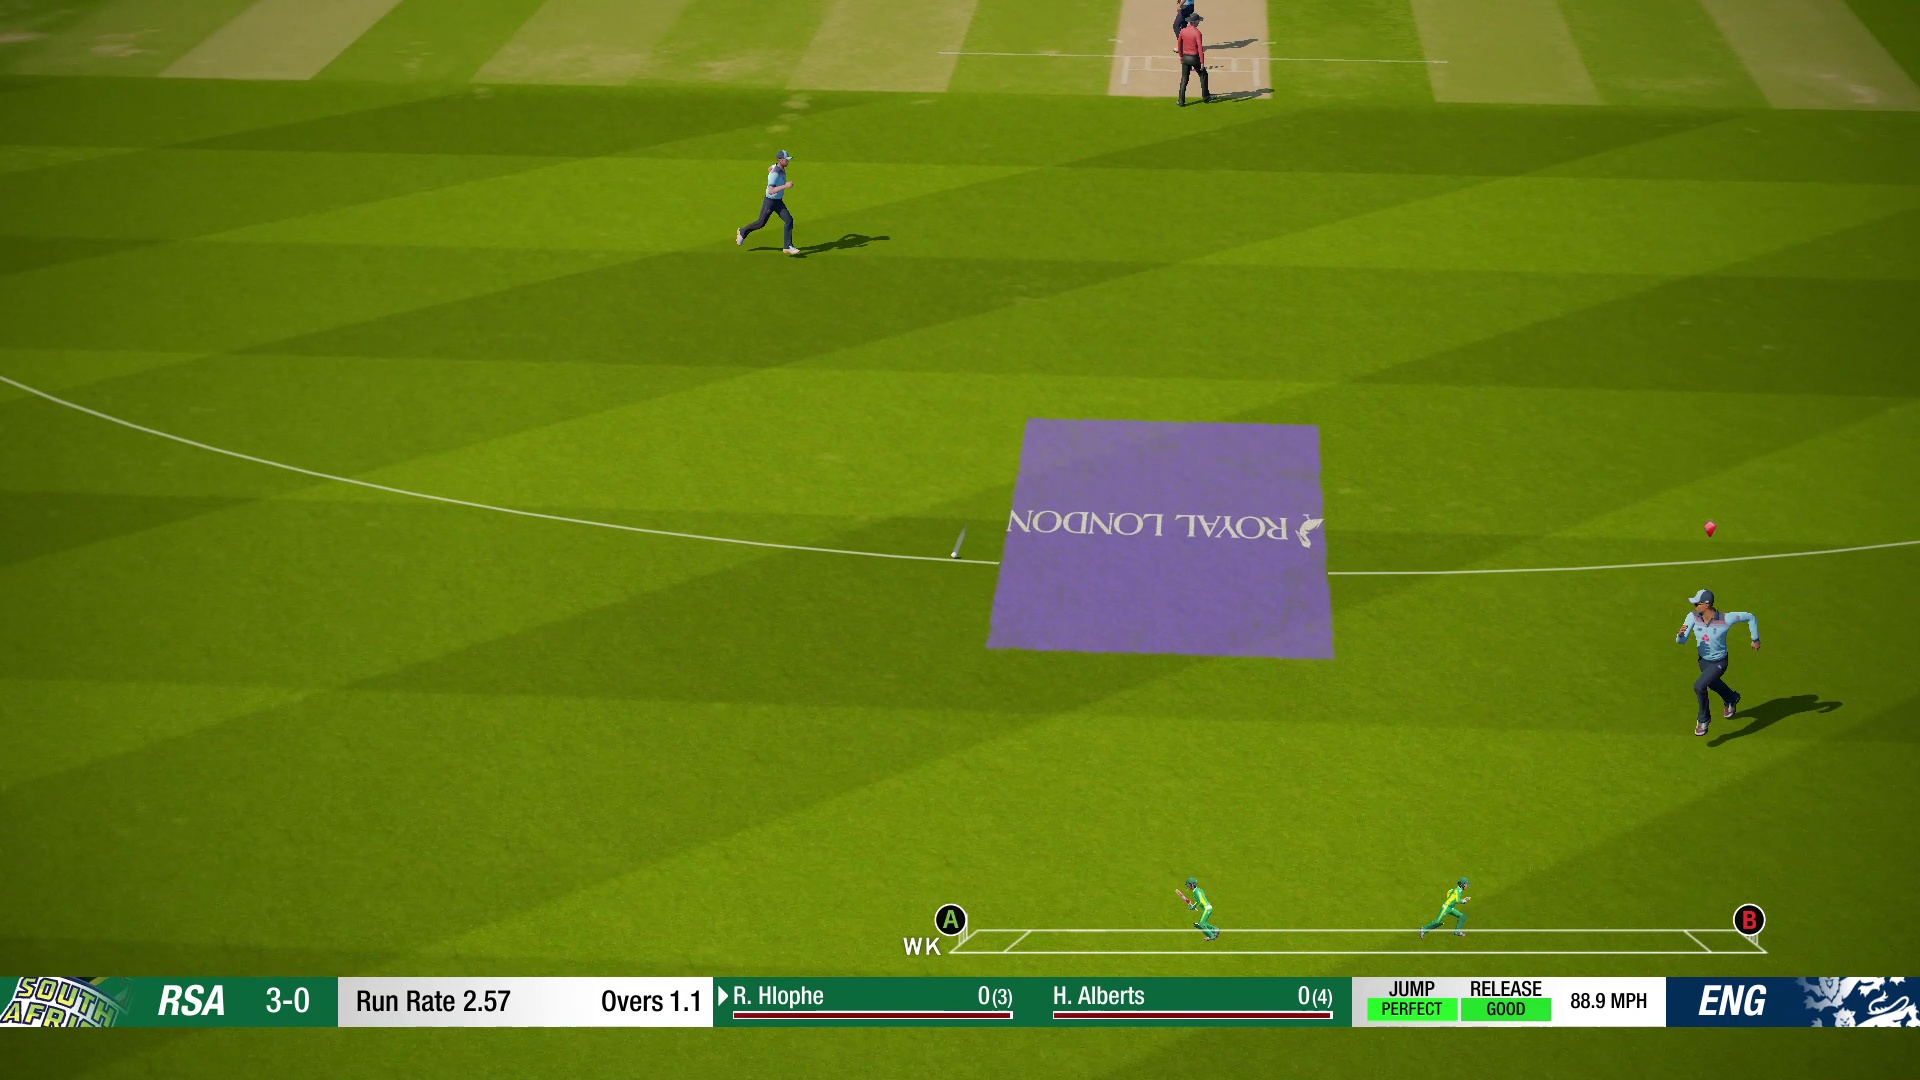 ROYAL LONDON
A
B
WK
SOUTH AFRICA
RSA 3-0
Run Rate 2.57 Overs 1.1
R. Hlophe 0(3) H. Alberts 0(4)
JUMP RELEASE
PERFECT GOOD
88.9 MPH
ENG